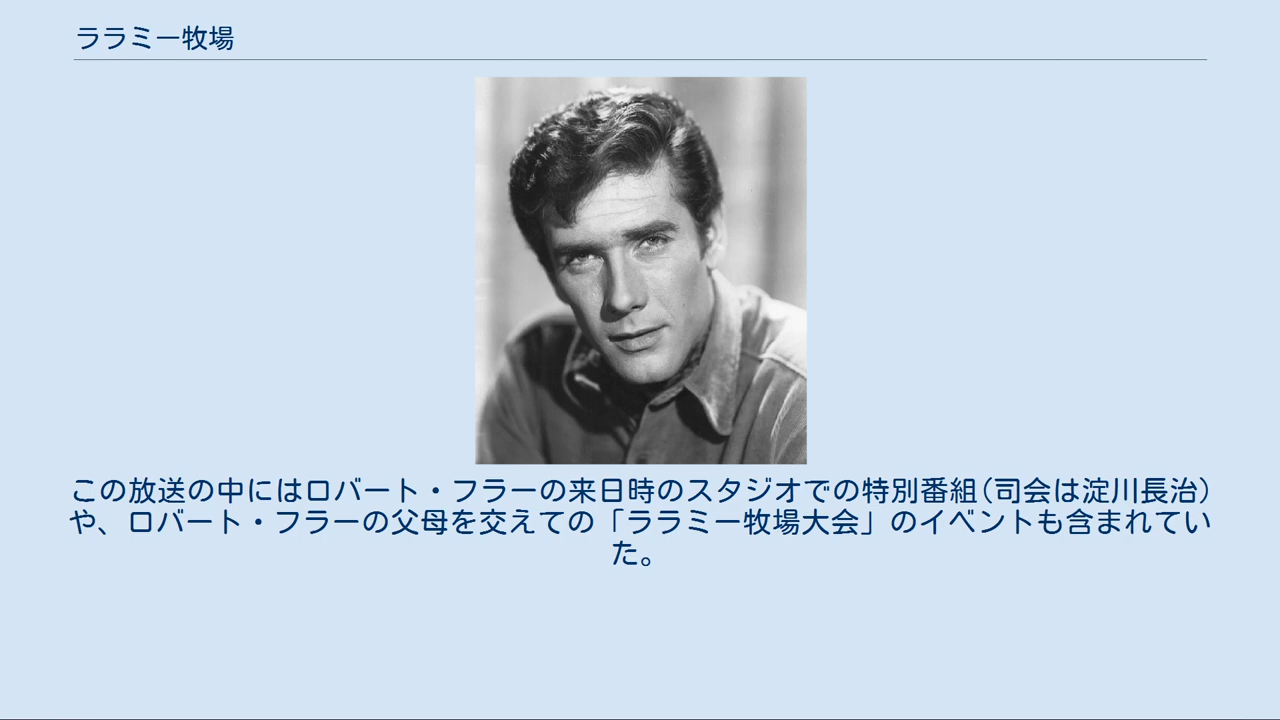 ララミー牧場
この放送の中にはロバート・フラーの来日時のスタジオでの特別番組(司会は淀川長治)
や、ロバート・フラーの父母を交えての「ララミー牧場大会」のイベントも含まれてい
た。